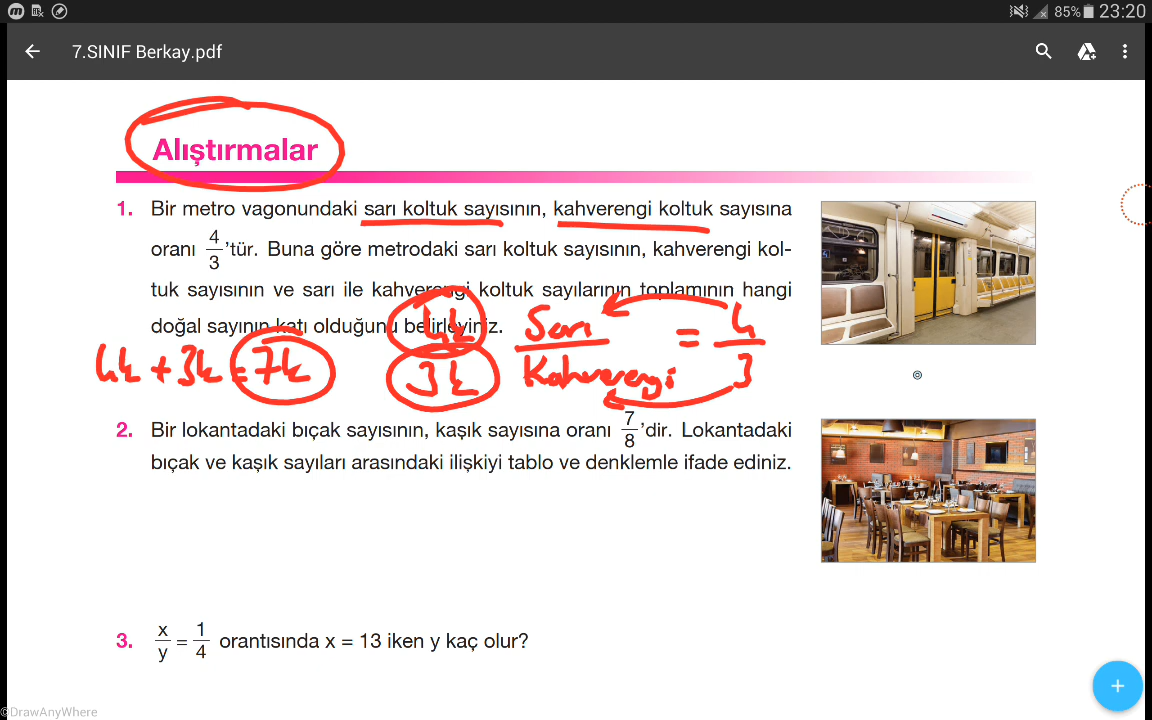 85% 23:20
7.SINIF Berkay.pdf
Alıştırmalar
1. Bir metro vagonundaki sarı koltuk sayısının, kahverengi koltuk sayısına
oranı 4/3 'tür. Buna göre metrodaki sarı koltuk sayısının, kahverengi kol-
tuk sayısının ve sarı ile kahverengi koltuk sayılarının toplamının hangi
doğal sayının katı olduğunu belirleyiniz.
4k / 3k
Sarı / Kahverengi = 4 / 3
4k + 3k = 7k
2. Bir lokantadaki bıçak sayısının, kaşık sayısına oranı 7/8 'dir. Lokantadaki
bıçak ve kaşık sayıları arasındaki ilişkiyi tablo ve denklemle ifade ediniz.
3. x/y = 1/4 orantısında x = 13 iken y kaç olur?
+
©DrawAnyWhere